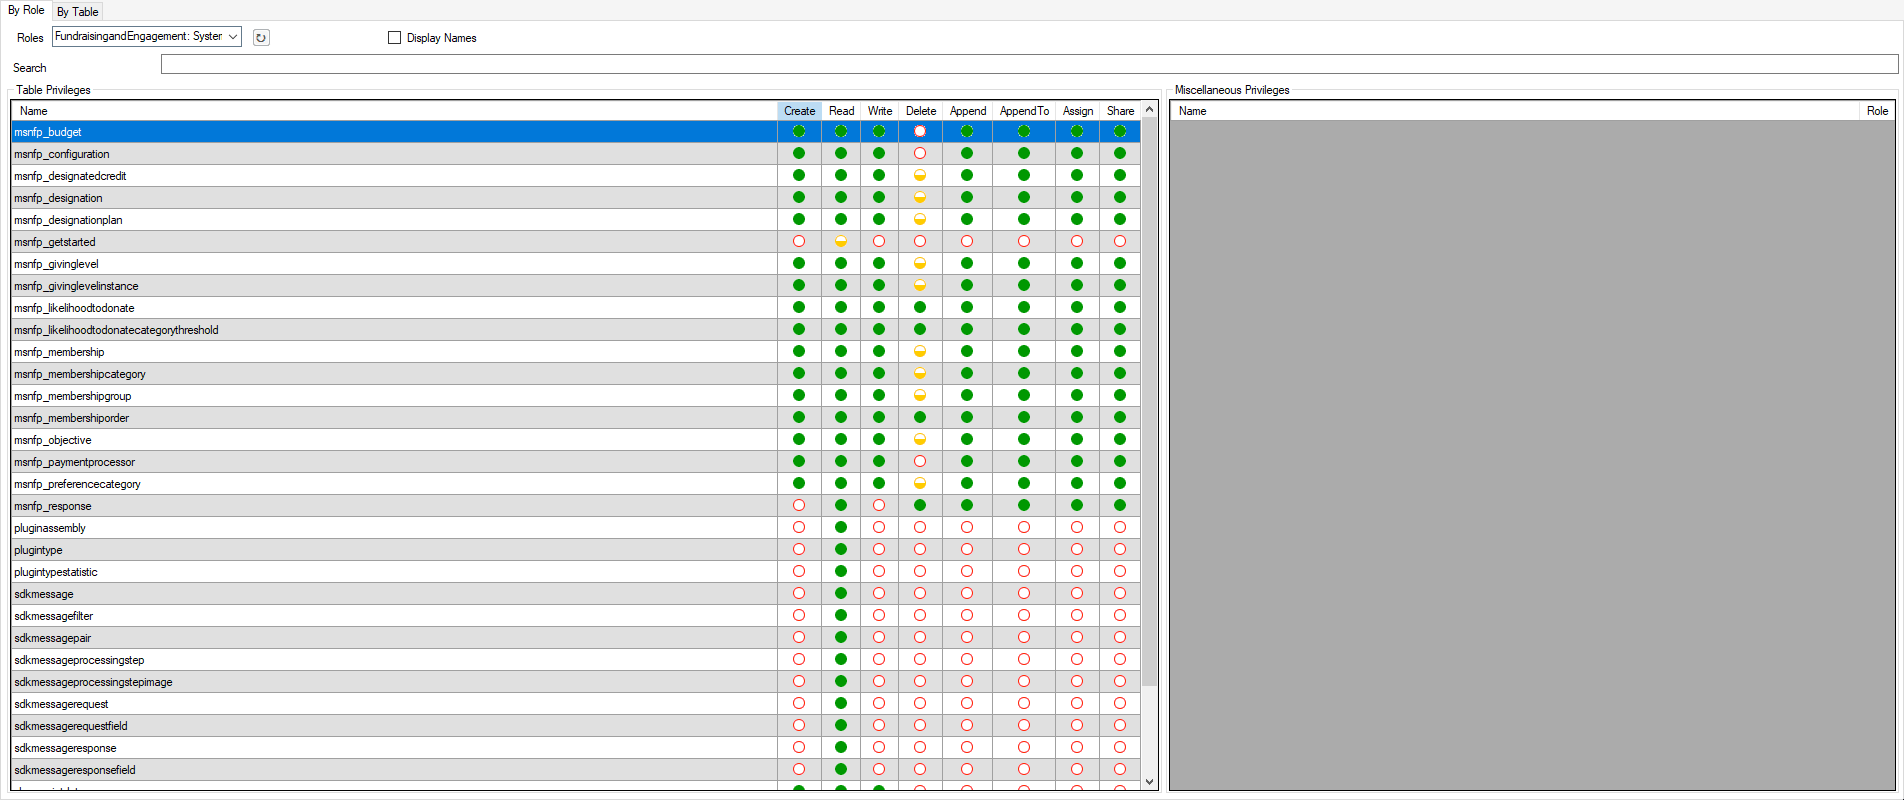 By Role By Table
Roles FundraisingandEngagement: Syster Display Names
Search
Table Privileges Miscellaneous Privileges
Name Create Read Write Delete Append AppendTo Assign Share Name Role
msnfp_budget
msnfp_configuration
msnfp_designatedcredit
msnfp_designation
msnfp_designationplan
msnfp_getstarted
msnfp_givinglevel
msnfp_givinglevelinstance
msnfp_likelihoodtodonate
msnfp_likelihoodtodonatecategorythreshold
msnfp_membership
msnfp_membershipcategory
msnfp_membershipgroup
msnfp_membershiporder
msnfp_objective
msnfp_paymentprocessor
msnfp_preferencecategory
msnfp_response
pluginassembly
plugintype
plugintypestatistic
sdkmessage
sdkmessagefilter
sdkmessagepair
sdkmessageprocessingstep
sdkmessageprocessingstepimage
sdkmessagerequest
sdkmessagerequestfield
sdkmessageresponse
sdkmessageresponsefield